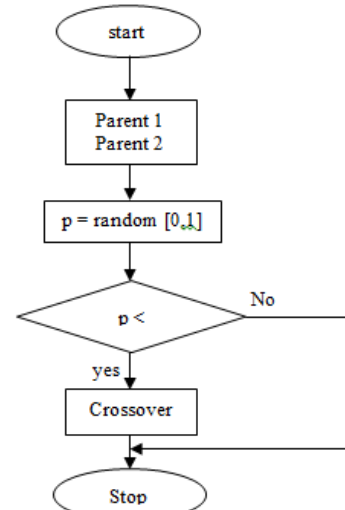 start
Parent 1
Parent 2
p = random [0,1]
p <
No
yes
Crossover
Stop